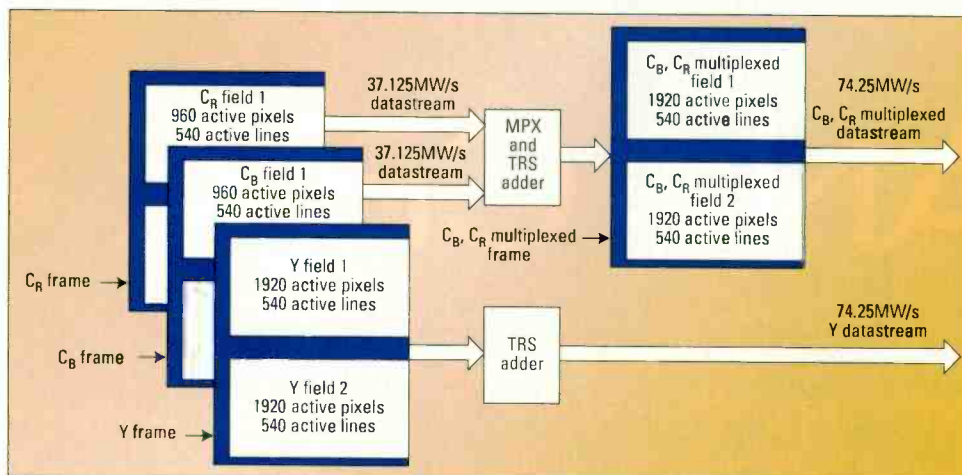 C_R field 1
960 active pixels
540 active lines
37.125MW/s
datastream
C_B field 1
960 active pixels
540 active lines
37.125MW/s
datastream
Y field 1
1920 active pixels
540 active lines
Y field 2
1920 active pixels
540 active lines
C_R frame
C_B frame
Y frame
MPX
and
TRS
adder
C_B, C_R multiplexed
field 1
1920 active pixels
540 active lines
C_B, C_R multiplexed
field 2
1920 active pixels
540 active lines
C_B, C_R multiplexed
frame
74.25MW/s
C_B, C_R multiplexed
datastream
TRS
adder
74.25MW/s
Y datastream